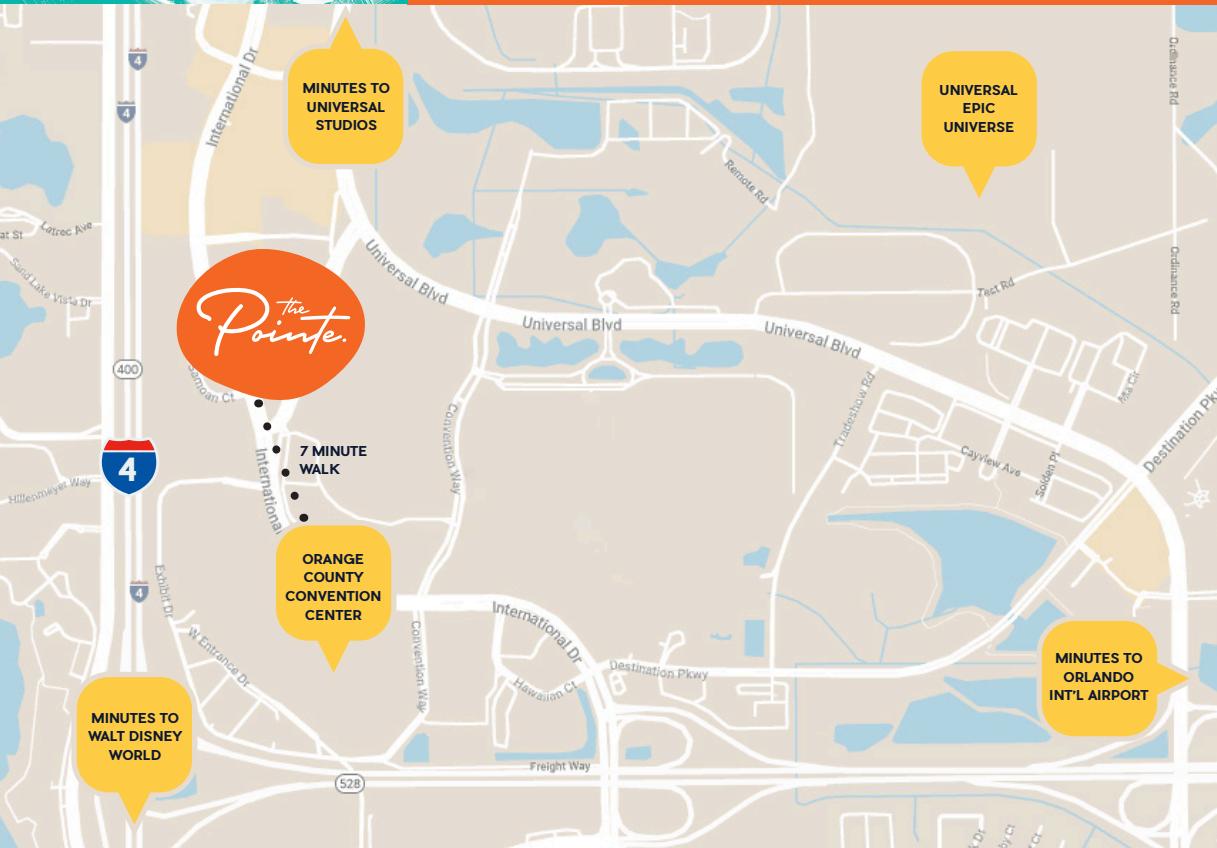 4
4
International Dr
MINUTES TO
UNIVERSAL
STUDIOS
UNIVERSAL
EPIC
UNIVERSE
Ordinance Rd
Remote Rd
Latrec Ave
at St
Sand Lake Vista Dr
Universal Blvd
Ordinance Rd
Test Rd
the
Pointe.
Universal Blvd
Universal Blvd
400
Samoan Ct
Tradeshow Rd
Destination Pkwy
Convention Way
7 MINUTE
WALK
4
International
Cayview Ave
Solden Pl
Hillenmeyer Way
ORANGE
COUNTY
CONVENTION
CENTER
4
Exhibit Dr
International Dr
W Entrance Dr
Convention Way
Destination Pkwy
Hawaiian Ct
MINUTES TO
ORLANDO
INT'L AIRPORT
MINUTES TO
WALT DISNEY
WORLD
Freight Way
528